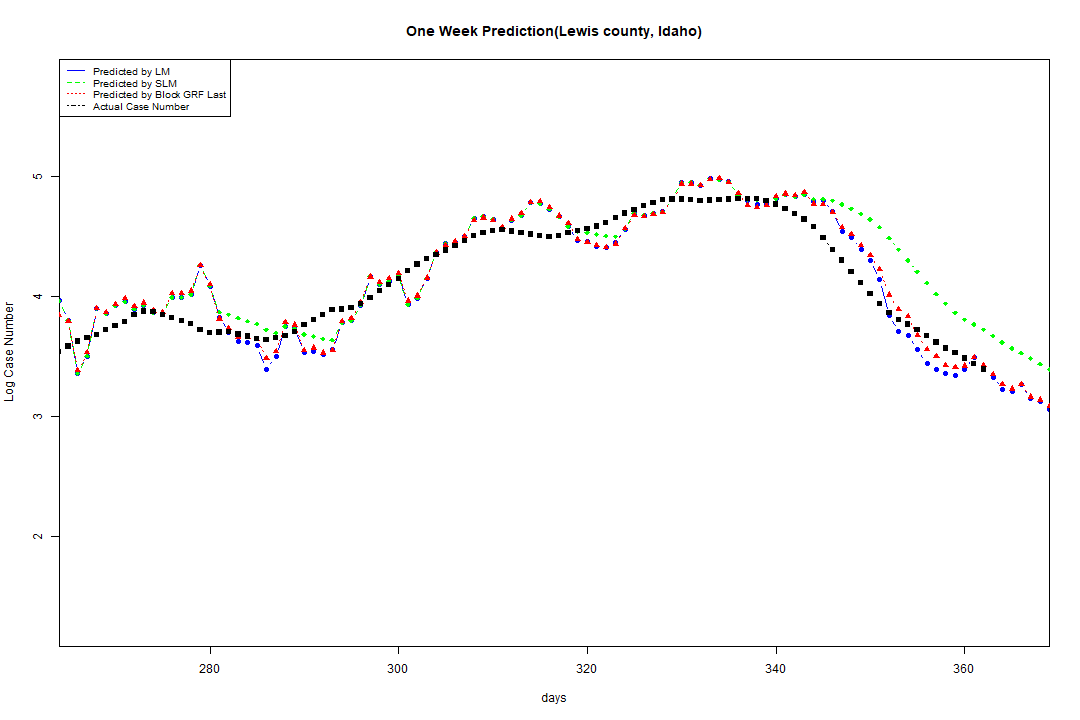 One Week Prediction(Lewis county, Idaho)
Predicted by LM
Predicted by SLM
Predicted by Block GRF Last
Actual Case Number
5
4
3
2
Log Case Number
280 300 320 340 360
days